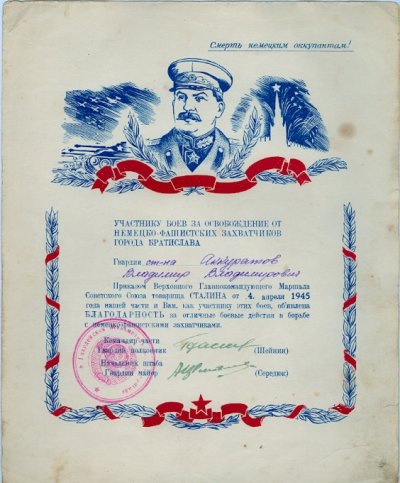 Смерть немецким оккупантам!
УЧАСТНИКУ БОЕВ ЗА ОСВОБОЖДЕНИЕ ОТ
НЕМЕЦКО-ФАШИСТСКИХ ЗАХВАТЧИКОВ
ГОРОДА БРАТИСЛАВА
Гвардии ст-на Аккуратов
Владимир Владимирович
Приказом Верховного Главнокомандующего Маршала
Советского Союза товарища СТАЛИНА от 4 апреля 1945
года нашей части и Вам, как участнику этих боев, объявлена
БЛАГОДАРНОСТЬ за отличные боевые действия в борьбе
с немецко-фашистскими захватчиками.
Командир части
Гвардии полковник (Шейнин)
Начальник штаба
Гвардии майор (Середюк)